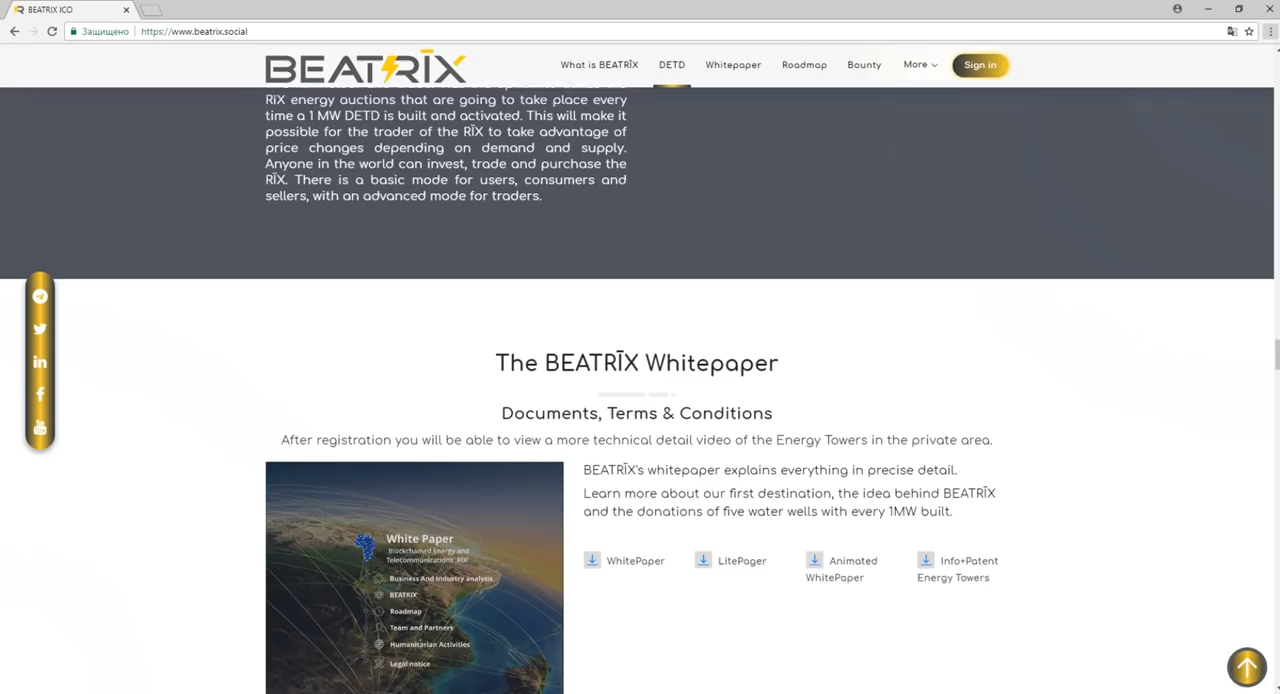 BEATRIX ICO
Защищено
https://www.beatrix.social
BEATRĪX
What is BEATRĪX
DETD
Whitepaper
Roadmap
Bounty
More
Sign in
RīX energy auctions that are going to take place every
time a 1 MW DETD is built and activated. This will make it
possible for the trader of the RĪX to take advantage of
price changes depending on demand and supply.
Anyone in the world can invest, trade and purchase the
RĪX. There is a basic mode for users, consumers and
sellers, with an advanced mode for traders.
The BEATRĪX Whitepaper
Documents, Terms & Conditions
After registration you will be able to view a more technical detail video of the Energy Towers in the private area.
White Paper
Blockchained Energy and
Telecommunications .RIX
Business And Industry analysis
BEATRIX
Roadmap
Team and Partners
Humanitarian Activities
Legal notice
BEATRĪX's whitepaper explains everything in precise detail.
Learn more about our first destination, the idea behind BEATRĪX
and the donations of five water wells with every 1MW built.
WhitePaper
LitePager
Animated
WhitePaper
Info+Patent
Energy Towers